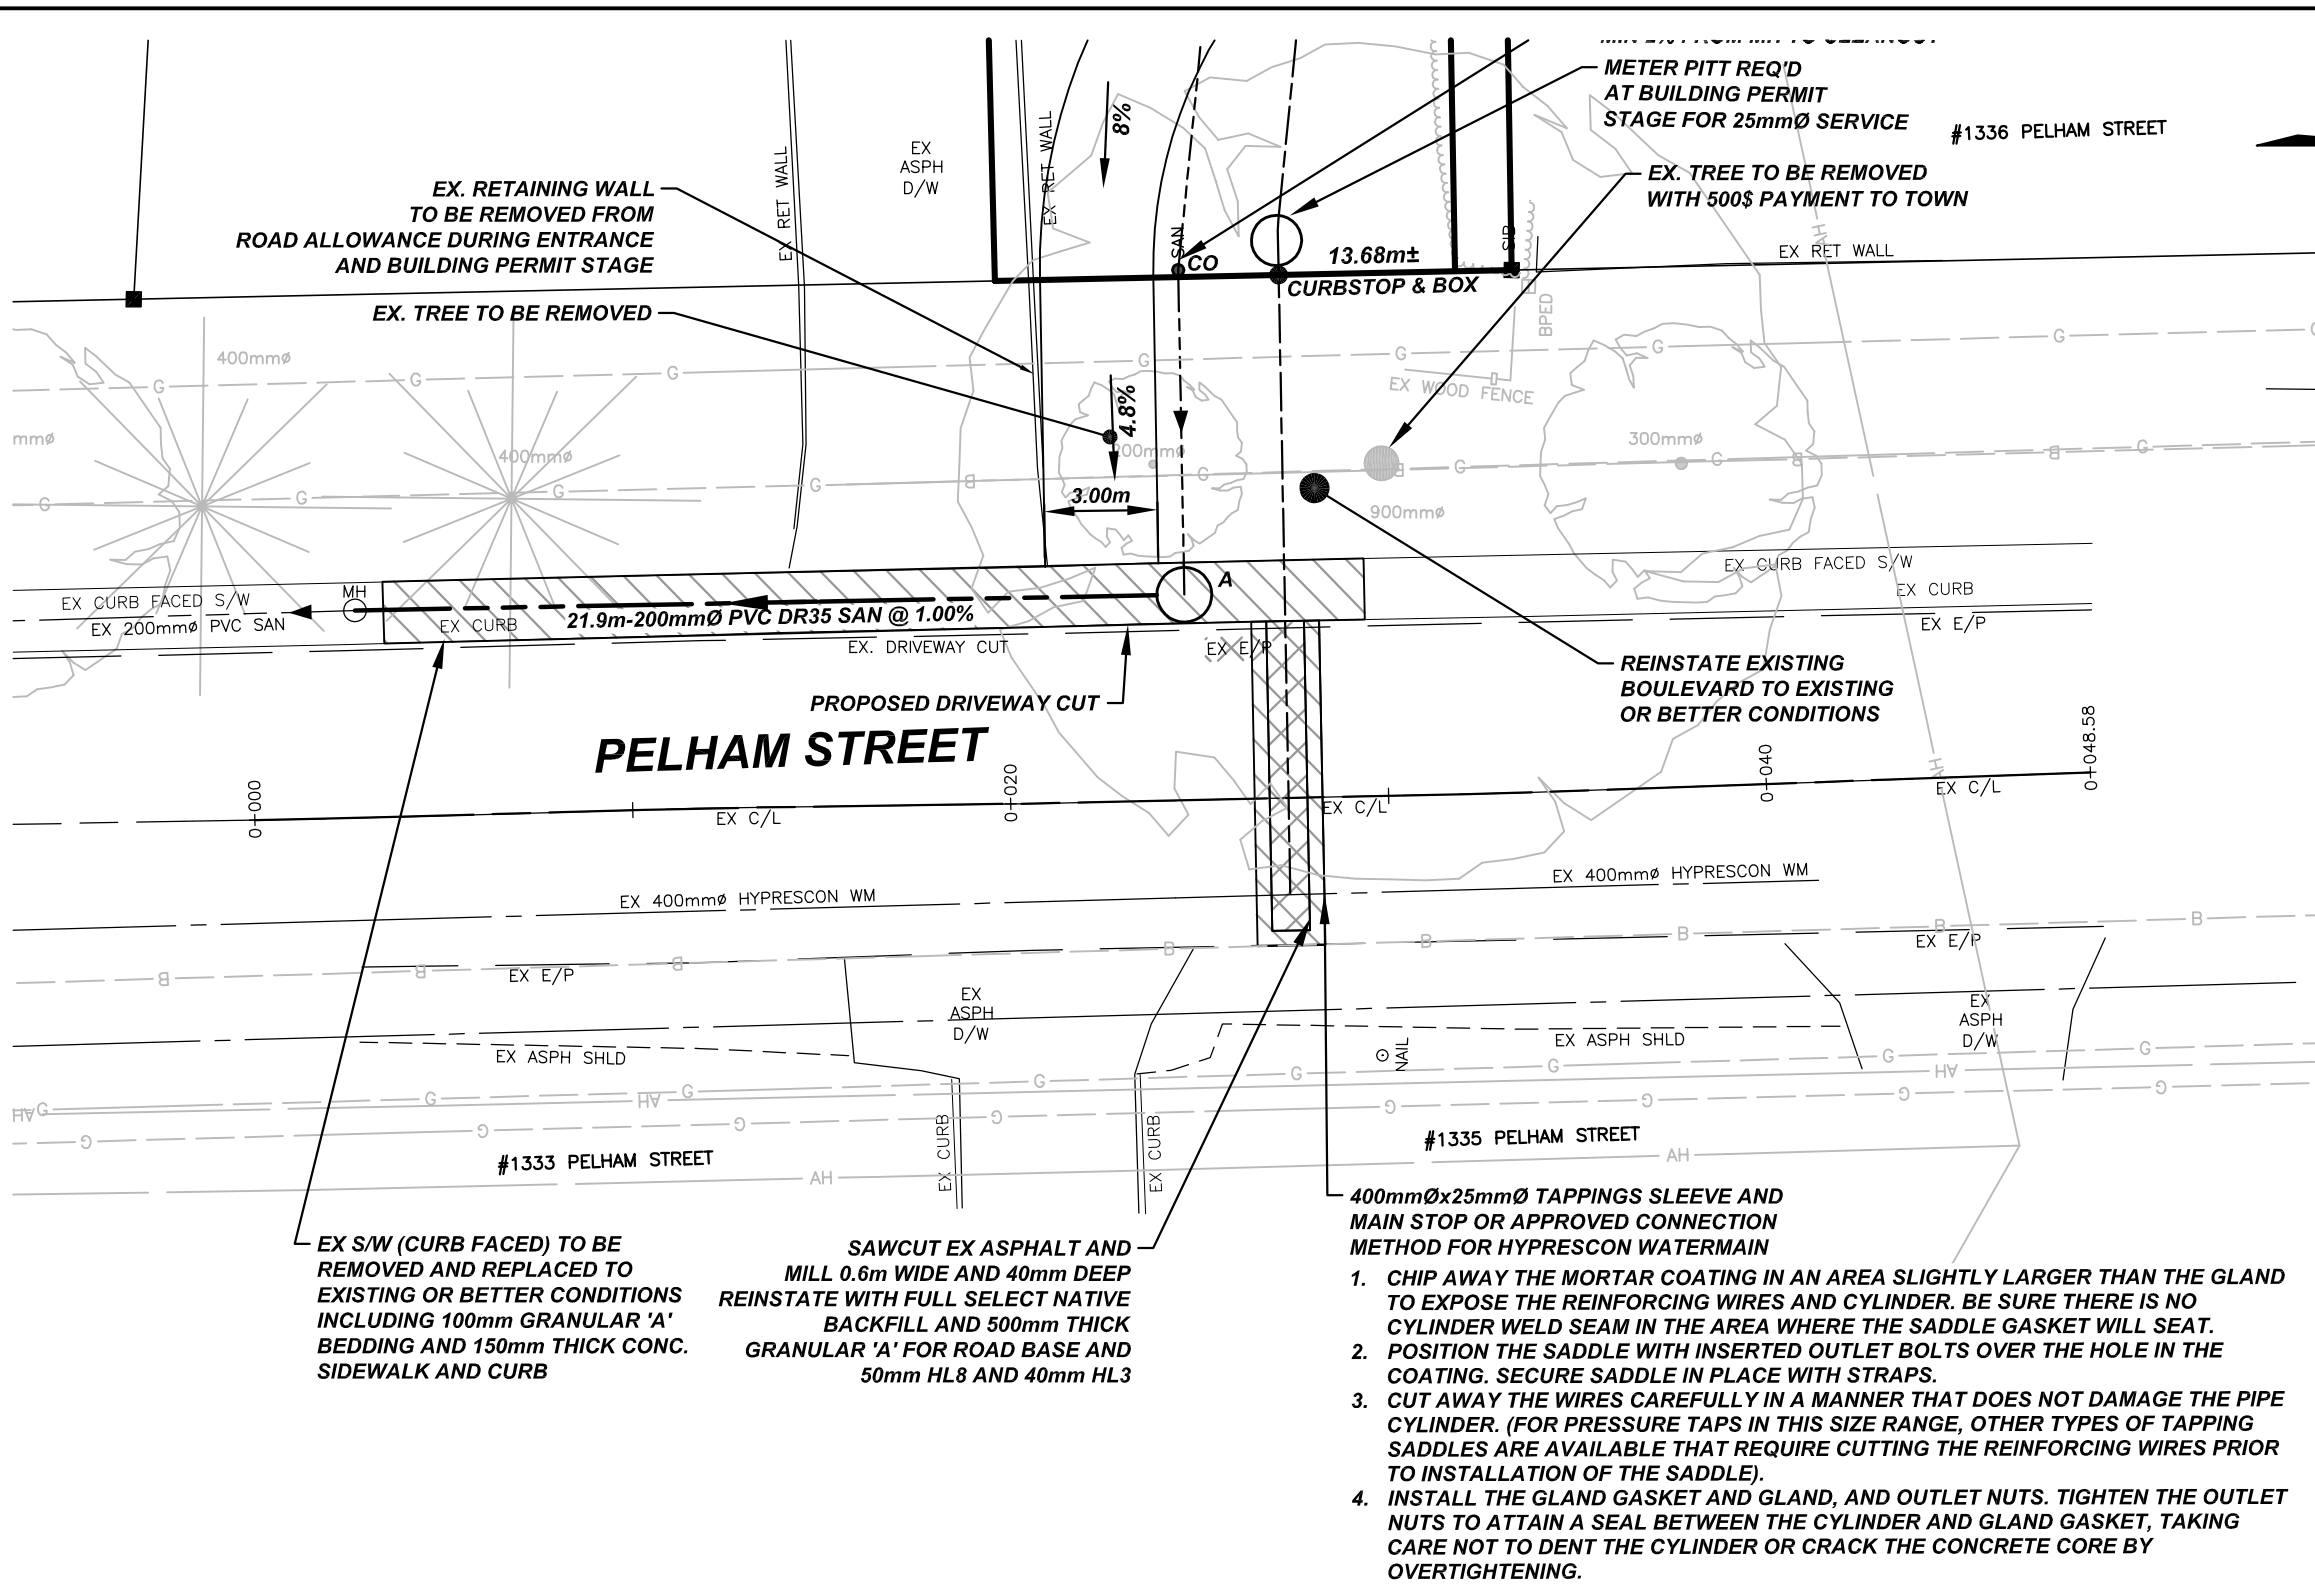 METER PITT REQ'D
AT BUILDING PERMIT
STAGE FOR 25mmØ SERVICE
#1336 PELHAM STREET
8%
EX RET WALL
EX RET WALL
EX
ASPH
D/W
EX. RETAINING WALL
TO BE REMOVED FROM
ROAD ALLOWANCE DURING ENTRANCE
AND BUILDING PERMIT STAGE
EX. TREE TO BE REMOVED
WITH 500$ PAYMENT TO TOWN
SAN
CO
13.68m±
SIB
CURBSTOP & BOX
EX RET WALL
AH
BPED
EX. TREE TO BE REMOVED
400mmø
G
G
G
G
G
G
G
G
EX WOOD FENCE
4.8%
mmø
400mmø
00mmø
300mmø
G
G
G
G
B
G
B
G
G
B
B
G
3.00m
900mmø
EX CURB FACED S/W
MH
A
EX CURB FACED S/W
EX CURB
EX 200mmø PVC SAN
EX CURB
21.9m-200mmØ PVC DR35 SAN @ 1.00%
EX. DRIVEWAY CUT
EX E/P
EX E/P
PROPOSED DRIVEWAY CUT
REINSTATE EXISTING
BOULEVARD TO EXISTING
OR BETTER CONDITIONS
PELHAM STREET
0+000
0+020
0+040
0+048.58
AH
EX C/L
EX C/L
EX C/L
EX 400mmø HYPRESCON WM
EX 400mmø HYPRESCON WM
B
B
B
B
B
B
B
B
EX E/P
EX E/P
EX
ASPH
D/W
EX
ASPH
D/W
EX ASPH SHLD
EX ASPH SHLD
NAIL
AH
G
G
G
G
G
G
G
G
AH
AH
G
G
G
G
G
G
G
G
EX CURB
EX CURB
#1333 PELHAM STREET
#1335 PELHAM STREET
AH
AH
EX S/W (CURB FACED) TO BE
REMOVED AND REPLACED TO
EXISTING OR BETTER CONDITIONS
INCLUDING 100mm GRANULAR 'A'
BEDDING AND 150mm THICK CONC.
SIDEWALK AND CURB
SAWCUT EX ASPHALT AND
MILL 0.6m WIDE AND 40mm DEEP
REINSTATE WITH FULL SELECT NATIVE
BACKFILL AND 500mm THICK
GRANULAR 'A' FOR ROAD BASE AND
50mm HL8 AND 40mm HL3
400mmØx25mmØ TAPPINGS SLEEVE AND
MAIN STOP OR APPROVED CONNECTION
METHOD FOR HYPRESCON WATERMAIN
1. CHIP AWAY THE MORTAR COATING IN AN AREA SLIGHTLY LARGER THAN THE GLAND
TO EXPOSE THE REINFORCING WIRES AND CYLINDER. BE SURE THERE IS NO
CYLINDER WELD SEAM IN THE AREA WHERE THE SADDLE GASKET WILL SEAT.
2. POSITION THE SADDLE WITH INSERTED OUTLET BOLTS OVER THE HOLE IN THE
COATING. SECURE SADDLE IN PLACE WITH STRAPS.
3. CUT AWAY THE WIRES CAREFULLY IN A MANNER THAT DOES NOT DAMAGE THE PIPE
CYLINDER. (FOR PRESSURE TAPS IN THIS SIZE RANGE, OTHER TYPES OF TAPPING
SADDLES ARE AVAILABLE THAT REQUIRE CUTTING THE REINFORCING WIRES PRIOR
TO INSTALLATION OF THE SADDLE).
4. INSTALL THE GLAND GASKET AND GLAND, AND OUTLET NUTS. TIGHTEN THE OUTLET
NUTS TO ATTAIN A SEAL BETWEEN THE CYLINDER AND GLAND GASKET, TAKING
CARE NOT TO DENT THE CYLINDER OR CRACK THE CONCRETE CORE BY
OVERTIGHTENING.